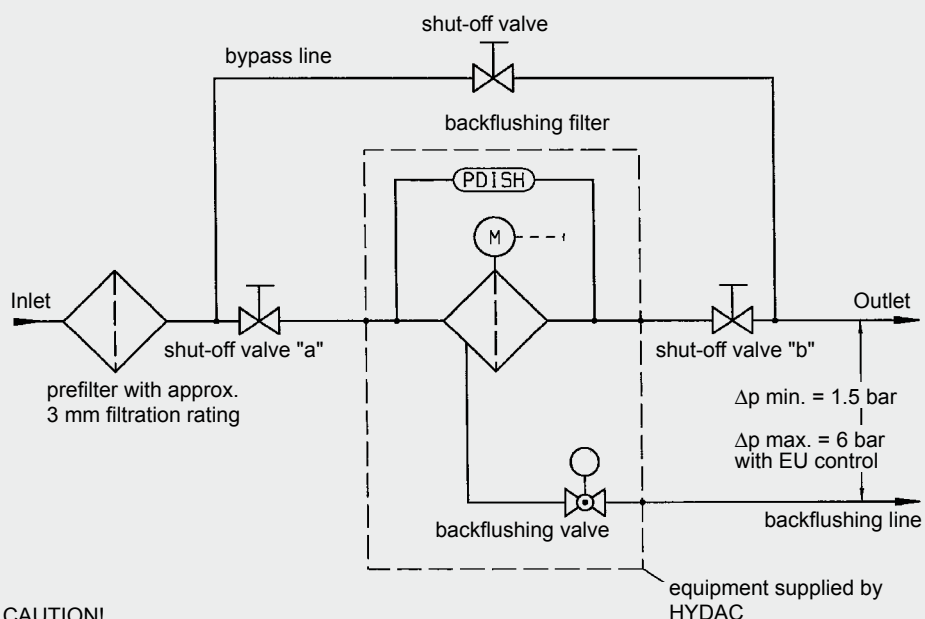 shut-off valve
bypass line
backflushing filter
PDISH
M
Inlet
Outlet
shut-off valve "a"
shut-off valve "b"
prefilter with approx.
3 mm filtration rating
Δp min. = 1.5 bar
Δp max. = 6 bar
with EU control
backflushing valve
backflushing line
equipment supplied by
HYDAC
CAUTION!